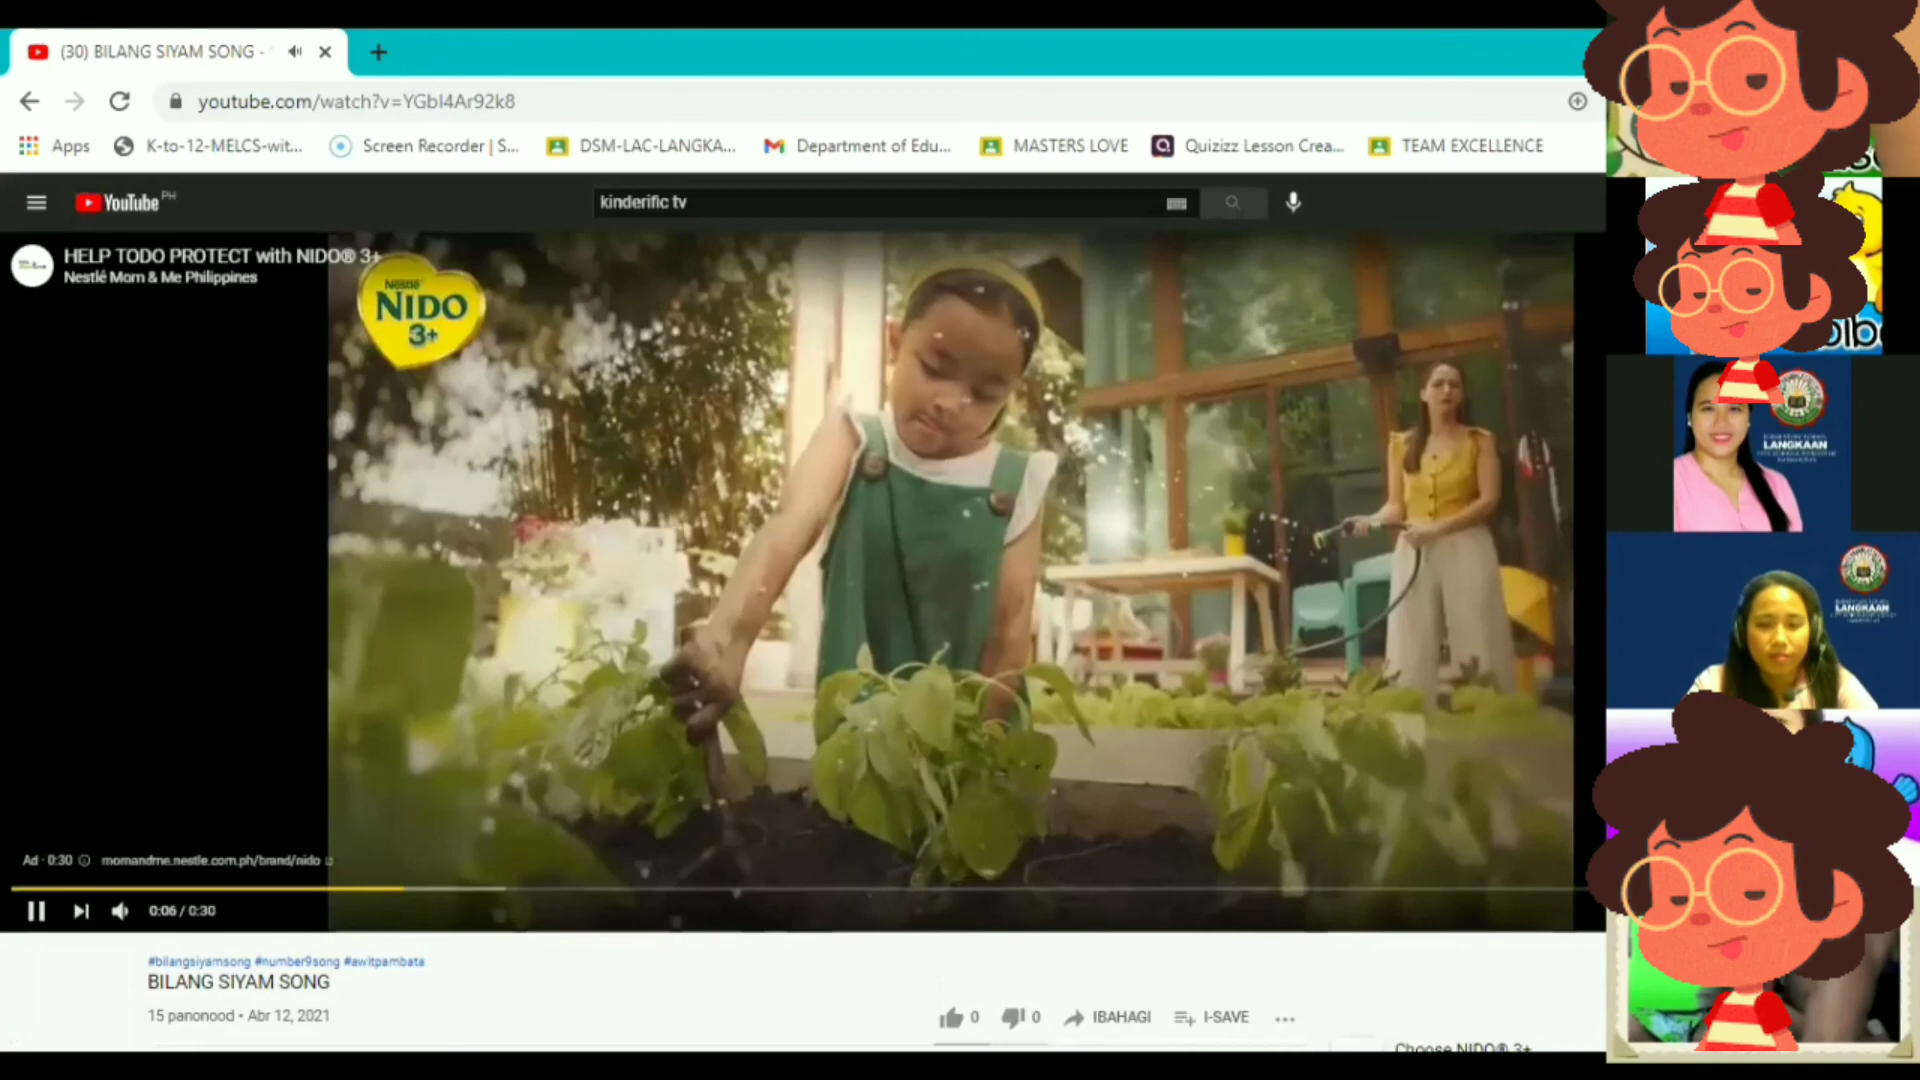 (30) BILANG SIYAM SONG -
youtube.com/watch?v=YGbI4Ar92k8
Apps K-to-12-MELCS-wit... Screen Recorder | S... DSM-LAC-LANGKA... Department of Edu... MASTERS LOVE Quizizz Lesson Crea... TEAM EXCELLENCE
YouTube PH
kinderific tv
HELP TODO PROTECT with NIDO® 3+
Nestlé Mom & Me Philippines
Nestlé
NIDO
3+
LANGKAAN
LANGKAAN
Ad · 0:30 momandme.nestle.com.ph/brand/nido
0:06 / 0:30
#bilangsiyamsong #number9song #awitpambata
BILANG SIYAM SONG
15 panonood • Abr 12, 2021
0 0 IBAHAGI I-SAVE ...
Choose NIDO® 3+